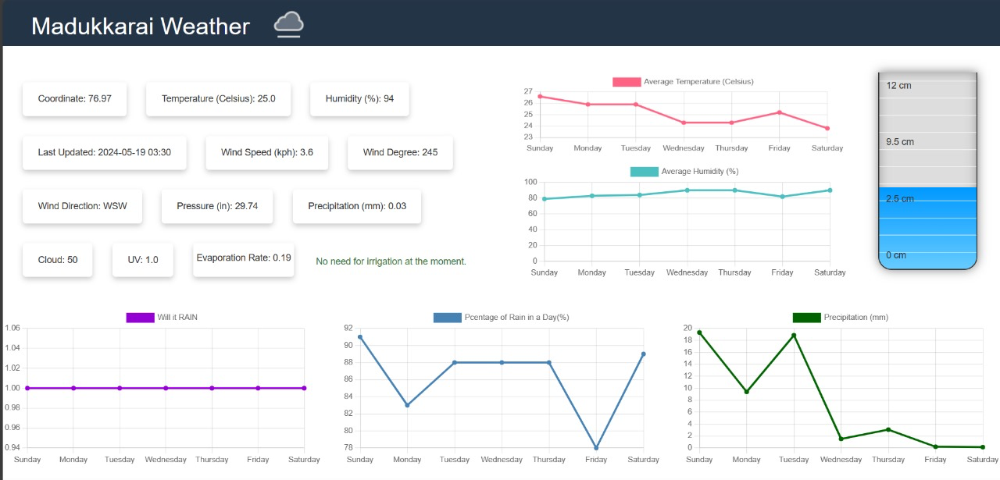 Madukkarai Weather
Coordinate: 76.97
Temperature (Celsius): 25.0
Humidity (%): 94
Last Updated: 2024-05-19 03:30
Wind Speed (kph): 3.6
Wind Degree: 245
Wind Direction: WSW
Pressure (in): 29.74
Precipitation (mm): 0.03
Cloud: 50
UV: 1.0
Evaporation Rate: 0.19
No need for irrigation at the moment.
Average Temperature (Celsius)
27
26
25
24
23
Sunday Monday Tuesday Wednesday Thursday Friday Saturday
Average Humidity (%)
100
80
60
40
20
0
Sunday Monday Tuesday Wednesday Thursday Friday Saturday
12 cm
9.5 cm
2.5 cm
0 cm
Will it RAIN
1.06
1.04
1.02
1.00
0.98
0.96
0.94
Sunday Monday Tuesday Wednesday Thursday Friday Saturday
Pcentage of Rain in a Day(%)
92
90
88
86
84
82
80
78
Sunday Monday Tuesday Wednesday Thursday Friday Saturday
Precipitation (mm)
20
18
16
14
12
10
8
6
4
2
0
Sunday Monday Tuesday Wednesday Thursday Friday Saturday